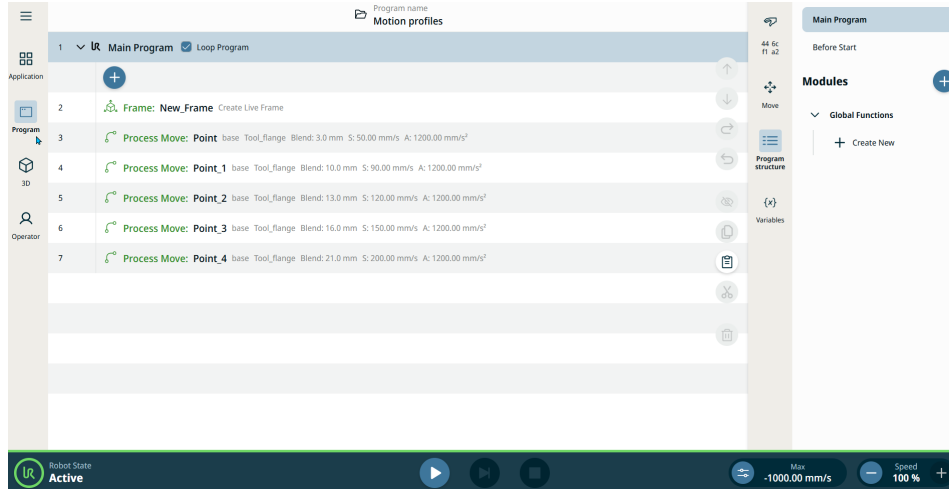 Program name
Motion profiles
Application
Program
3D
Operator
1 Main Program Loop Program
2 Frame: New_Frame Create Live Frame
3 Process Move: Point base Tool_flange Blend: 3.0 mm S: 50.00 mm/s A: 1200.00 mm/s²
4 Process Move: Point_1 base Tool_flange Blend: 10.0 mm S: 90.00 mm/s A: 1200.00 mm/s²
5 Process Move: Point_2 base Tool_flange Blend: 13.0 mm S: 120.00 mm/s A: 1200.00 mm/s²
6 Process Move: Point_3 base Tool_flange Blend: 16.0 mm S: 150.00 mm/s A: 1200.00 mm/s²
7 Process Move: Point_4 base Tool_flange Blend: 21.0 mm S: 200.00 mm/s A: 1200.00 mm/s²
44 6c
f1 a2
Move
Program
structure
{x}
Variables
Main Program
Before Start
Modules
Global Functions
Create New
Robot State
Active
Max
-1000.00 mm/s
Speed
100 %